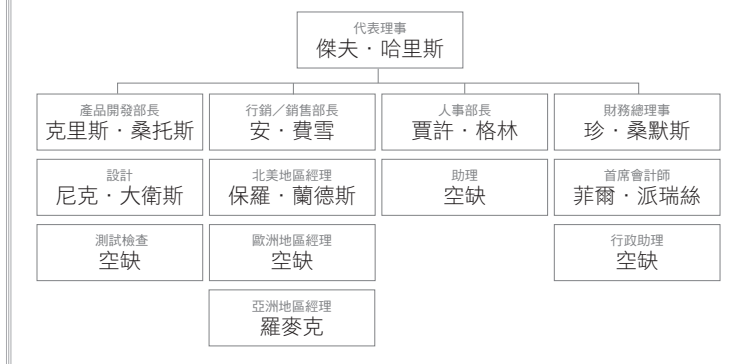 代表理事
傑夫・哈里斯
產品開發部長
克里斯・桑托斯
行銷／銷售部長
安・費雪
人事部長
賈許・格林
財務總理事
珍・桑默斯
設計
尼克・大衛斯
北美地區經理
保羅・蘭德斯
助理
空缺
首席會計師
菲爾・派瑞絲
測試檢查
空缺
歐洲地區經理
空缺
行政助理
空缺
亞洲地區經理
羅麥克